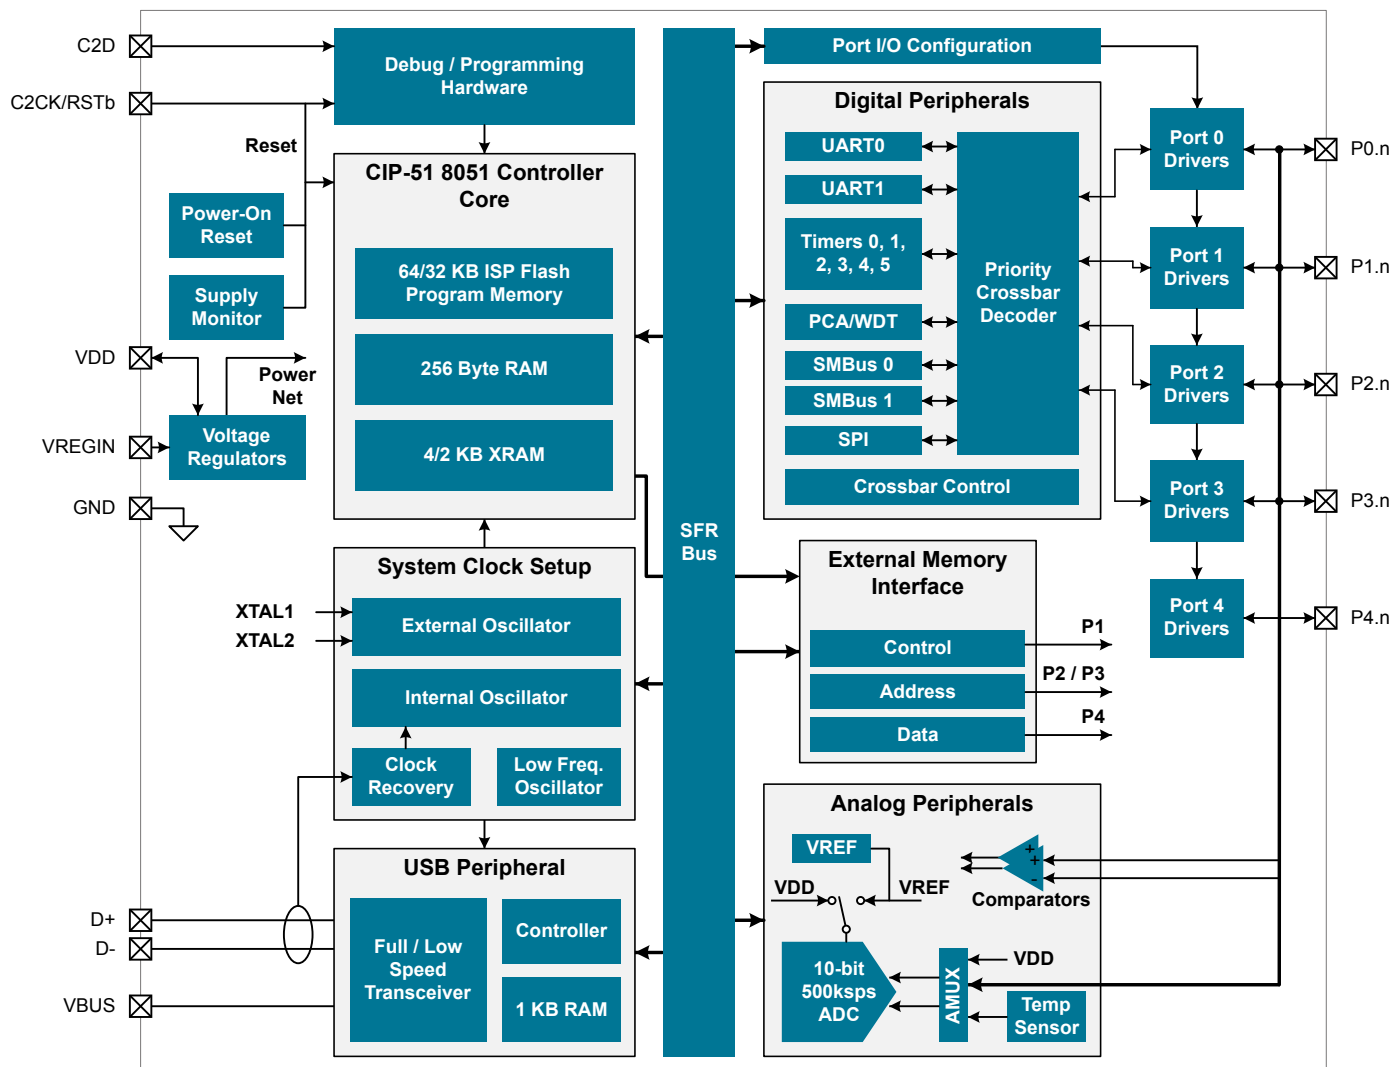 C2D
C2CK/RSTb
Debug / Programming
Hardware
Reset
Power-On
Reset
Supply
Monitor
VDD
Power
Net
VREGIN
Voltage
Regulators
GND
CIP-51 8051 Controller
Core
64/32 KB ISP Flash
Program Memory
256 Byte RAM
4/2 KB XRAM
System Clock Setup
XTAL1
XTAL2
External Oscillator
Internal Oscillator
Clock
Recovery
Low Freq.
Oscillator
USB Peripheral
D+
D-
VBUS
Full / Low
Speed
Transceiver
Controller
1 KB RAM
SFR
Bus
Port I/O Configuration
Digital Peripherals
UART0
UART1
Timers 0, 1,
2, 3, 4, 5
PCA/WDT
SMBus 0
SMBus 1
SPI
Priority
Crossbar
Decoder
Crossbar Control
Port 0
Drivers
Port 1
Drivers
Port 2
Drivers
Port 3
Drivers
Port 4
Drivers
P0.n
P1.n
P2.n
P3.n
P4.n
External Memory
Interface
Control
Address
Data
P1
P2 / P3
P4
Analog Peripherals
VREF
VDD
VREF
+
+
-
Comparators
10-bit
500ksps
ADC
AMUX
VDD
Temp
Sensor